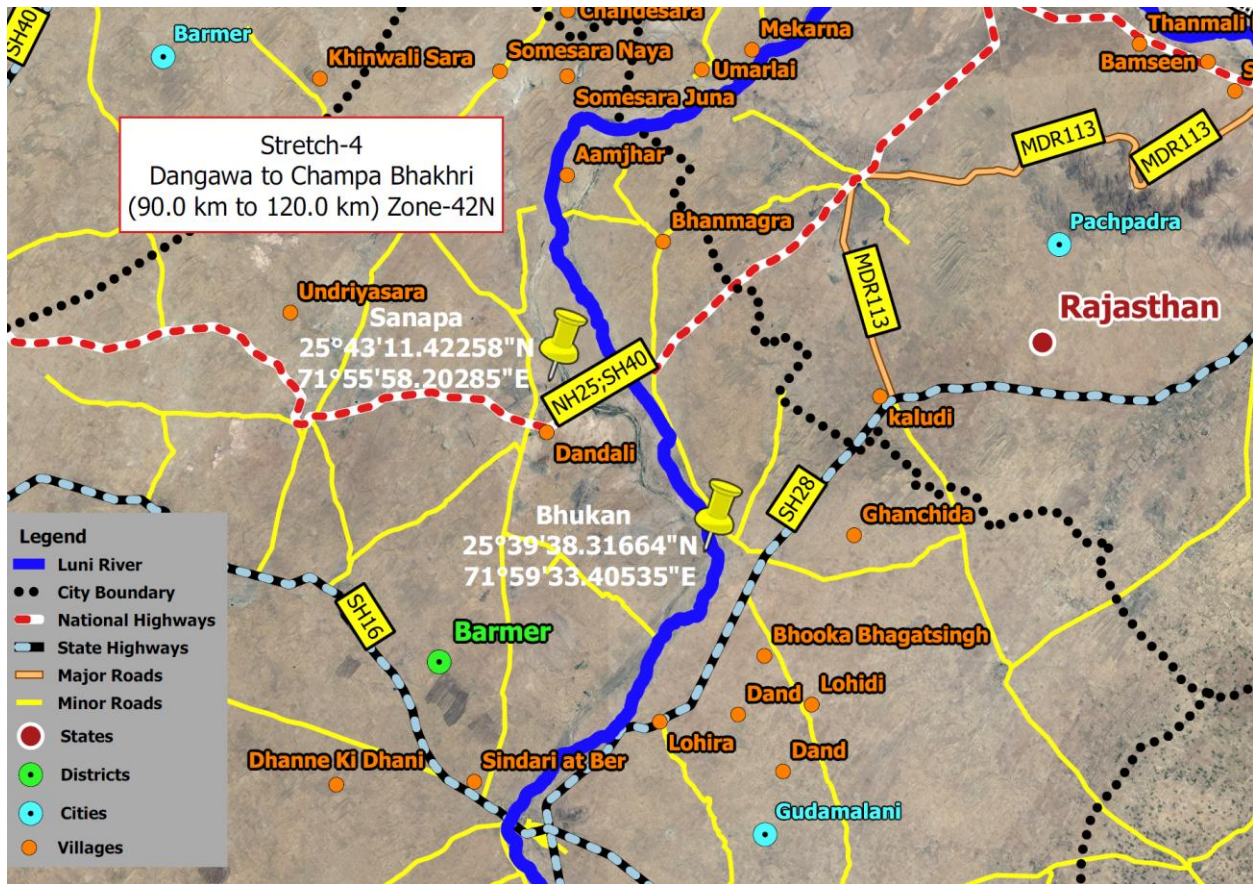 SH40
Barmer
Khinwali Sara
Chandesara
Somesara Naya
Somesara Juna
Mekarna
Umarlai
Thanmali
Bamseen
S
Stretch-4
Dangawa to Champa Bhakhri
(90.0 km to 120.0 km) Zone-42N
Aamjhar
MDR113
MDR113
Bhanmagra
Pachpadra
Undriyasara
MDR113
Rajasthan
Sanapa
25°43'11.42258"N
71°55'58.20285"E
NH25;SH40
kaludi
Dandali
SH28
Bhukan
25°39'38.31664"N
71°59'33.40535"E
Ghanchida
Legend
Luni River
City Boundary
National Highways
State Highways
Major Roads
Minor Roads
States
Districts
Cities
Villages
SH16
Barmer
Bhooka Bhagatsingh
Dand
Lohidi
Lohira
Dand
Dhanne Ki Dhani
Sindari at Ber
Gudamalani